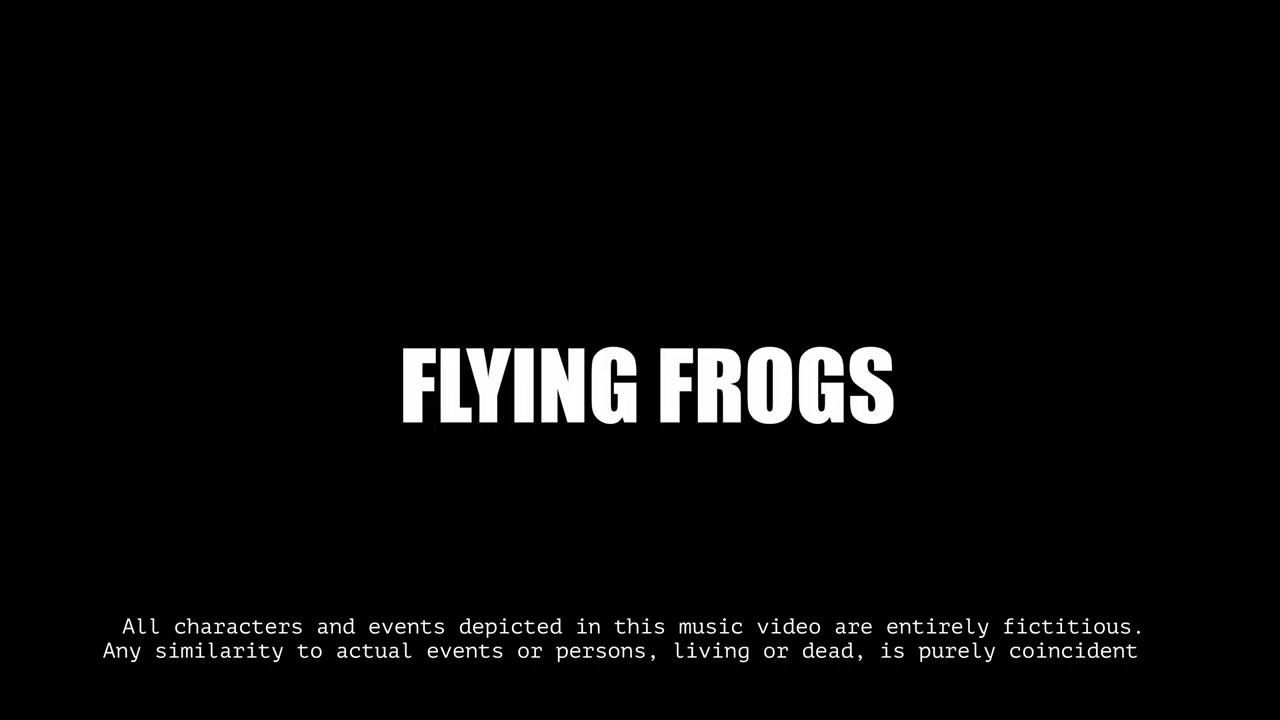 FLYING FROGS
All characters and events depicted in this music video are entirely fictitious.
Any similarity to actual events or persons, living or dead, is purely coincident